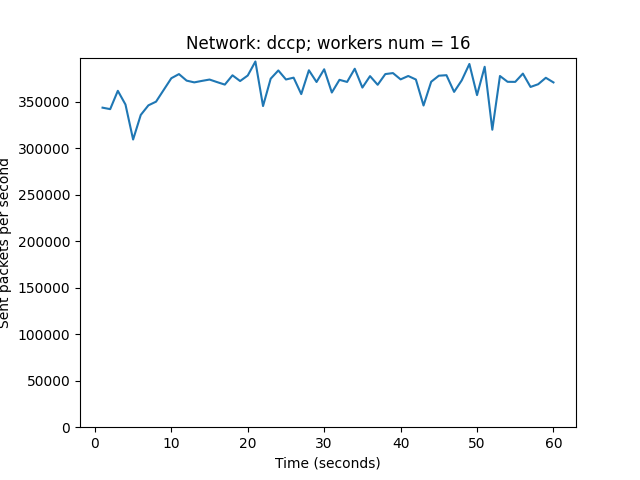 Network: dccp; workers num = 16
Sent packets per second
350000
300000
250000
200000
150000
100000
50000
0
0 10 20 30 40 50 60
Time (seconds)